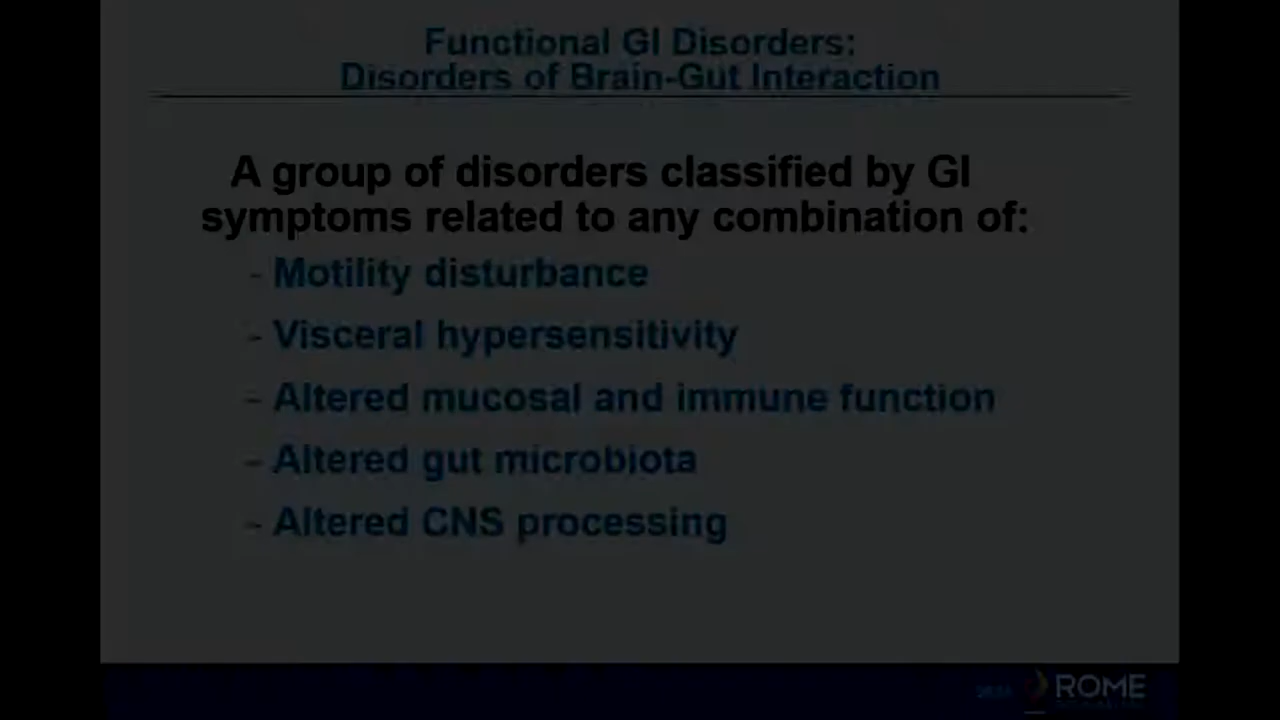 Functional GI Disorders:
Disorders of Brain-Gut Interaction
A group of disorders classified by GI
symptoms related to any combination of:
- Motility disturbance
- Visceral hypersensitivity
- Altered mucosal and immune function
- Altered gut microbiota
- Altered CNS processing
ROME